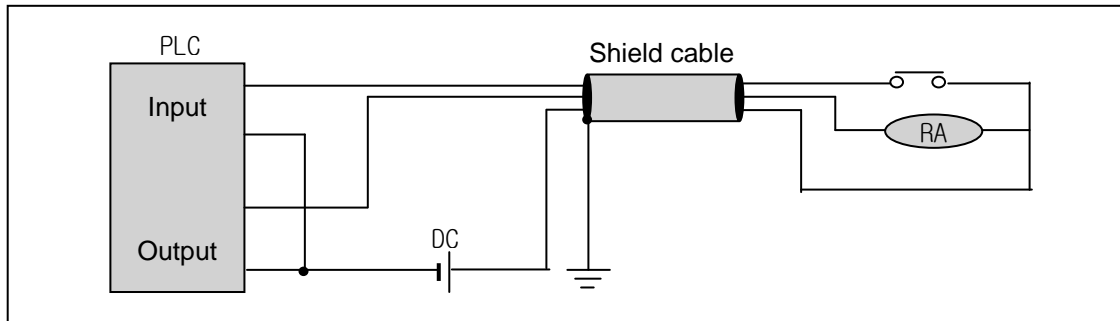 PLC
Shield cable
Input
RA
Output
DC